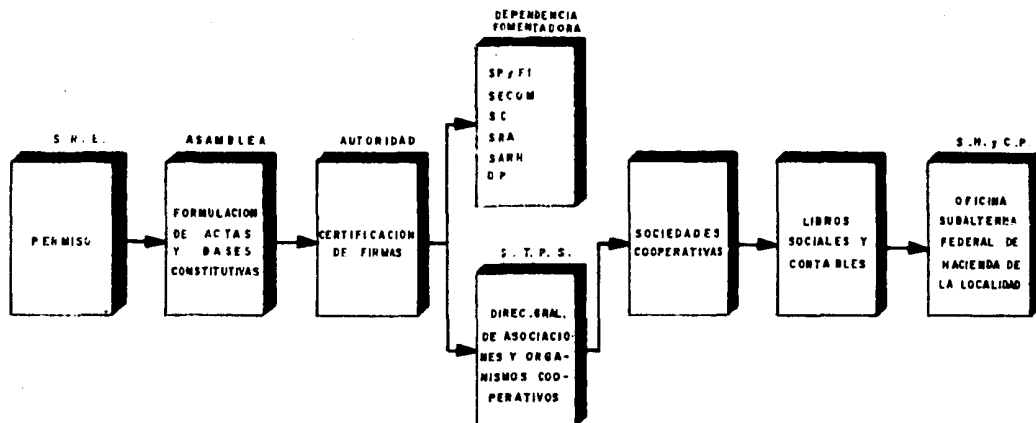 DEPENDENCIA
FOMENTADORA
SP y FI
SECOM
SC
SRA
SARH
DP
S. R. E.
PERMISO
ASAMBLEA
FORMULACION
DE ACTAS
Y BASES
CONSTITUTIVAS
AUTORIDAD
CERTIFICACION
DE FIRMAS
S. T. P. S.
DIREC. GRAL.
DE ASOCIACIO-
NES Y ORGA-
NISMOS COO-
PERATIVOS
SOCIEDADES
COOPERATIVAS
LIBROS
SOCIALES Y
CONTABLES
S.H. y C.P.
OFICINA
SUBALTERNA
FEDERAL DE
HACIENDA DE
LA LOCALIDAD